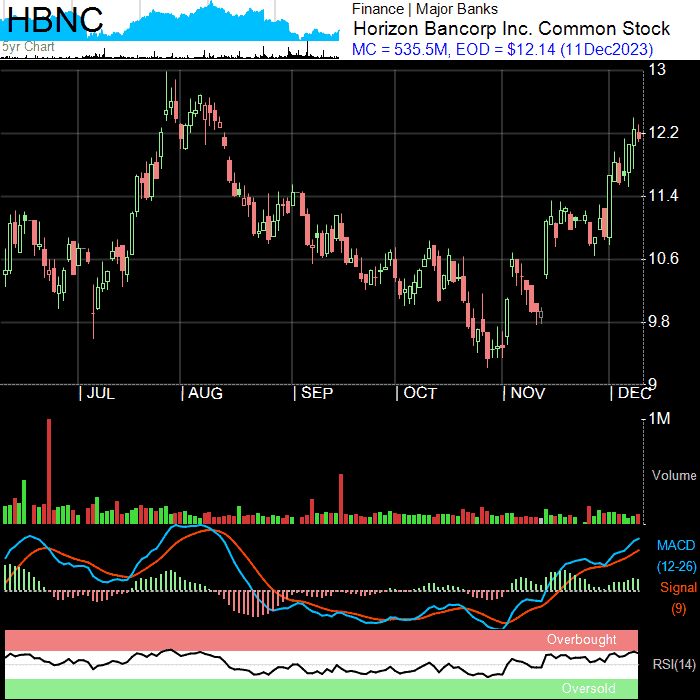 HBNC
5yr Chart
Finance | Major Banks
Horizon Bancorp Inc. Common Stock
MC = 535.5M, EOD = $12.14 (11Dec2023)
13
12.2
11.4
10.6
9.8
9
JUL AUG SEP OCT NOV DEC
1M
Volume
MACD
(12-26)
Signal
(9)
Overbought
RSI(14)
Oversold